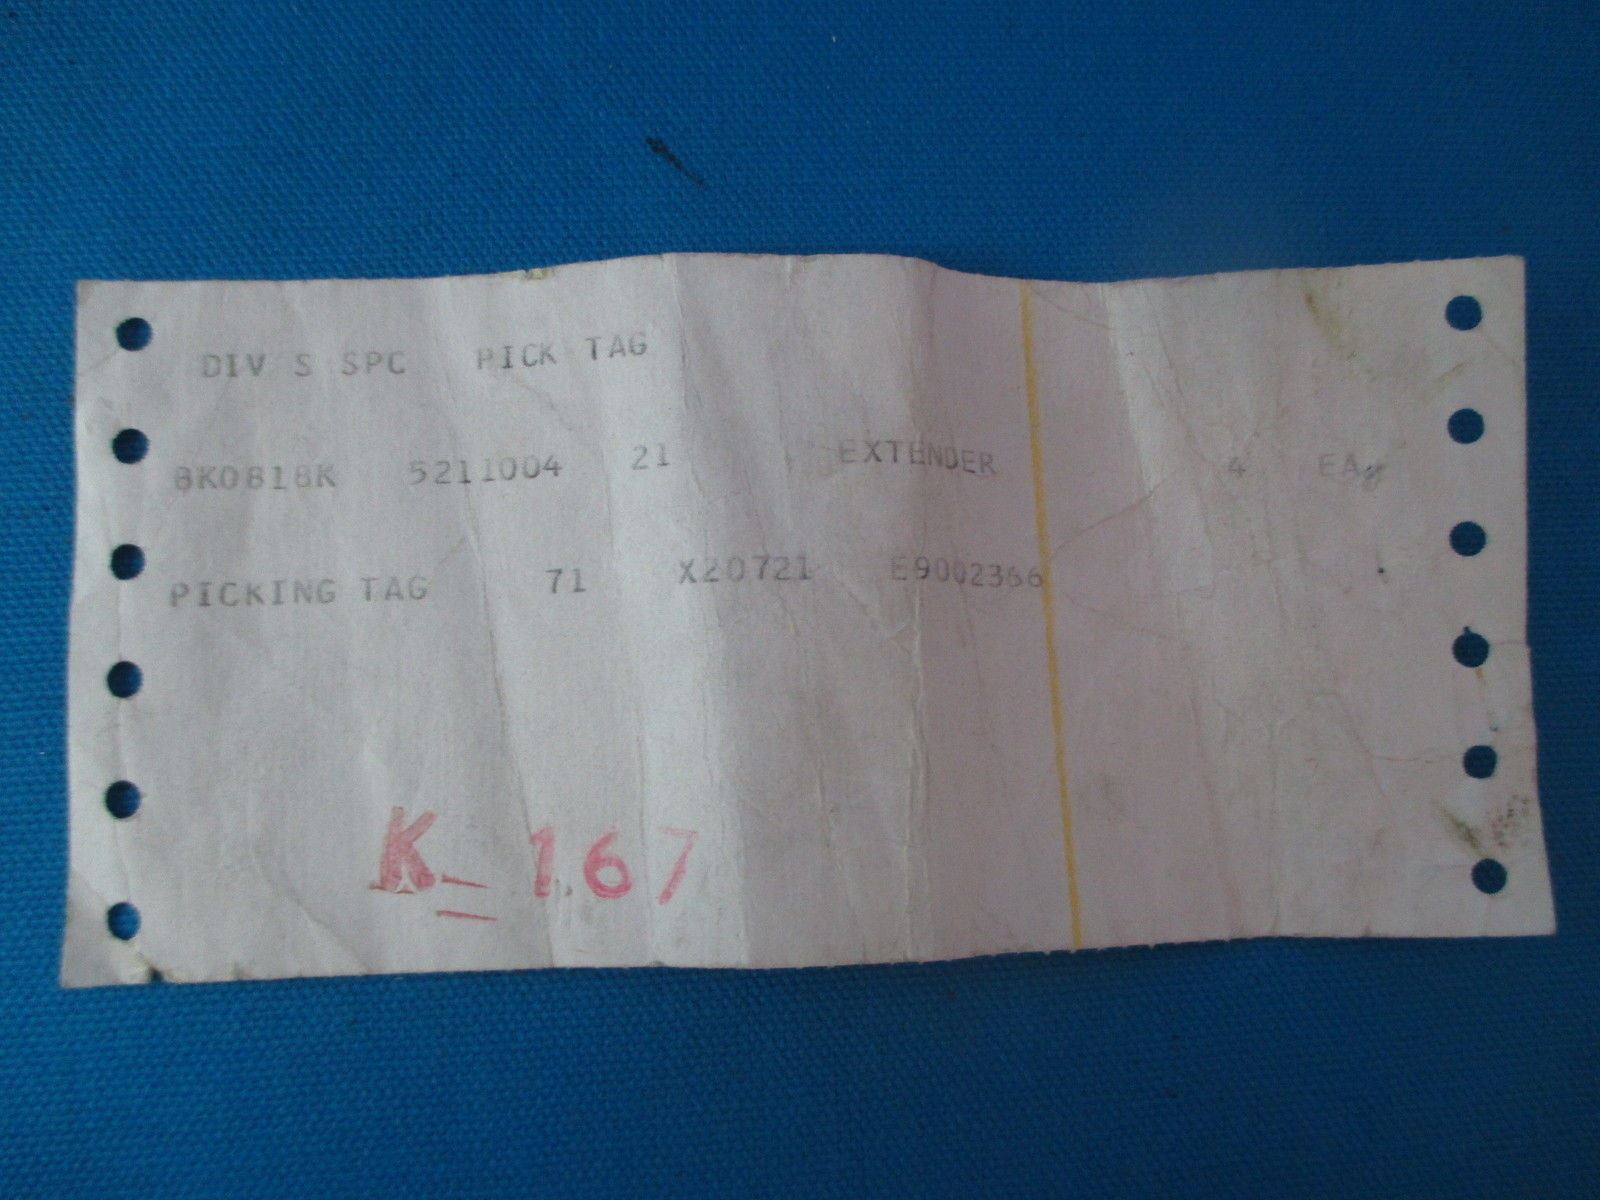 DIV S SPC PICK TAG
8K0818K 5211004 21 EXTENDER 4 EA
PICKING TAG 71 X20721 E9002366
K- 167